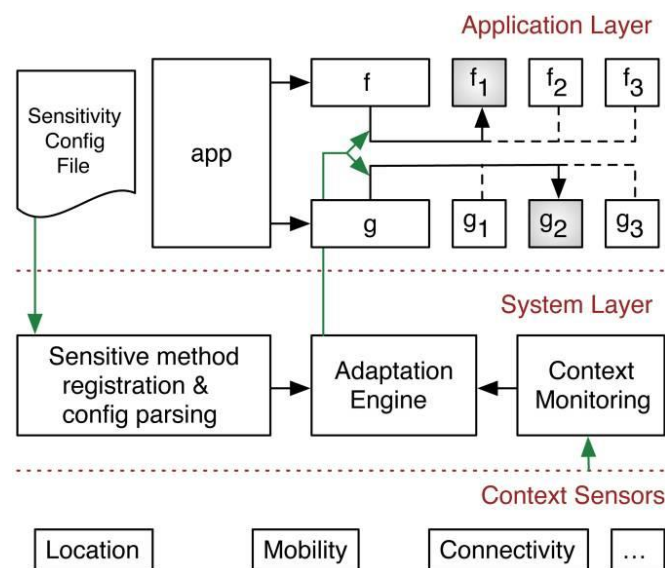 Application Layer
Sensitivity
Config
File
app
f
f1
f2
f3
g
g1
g2
g3
System Layer
Sensitive method
registration &
config parsing
Adaptation
Engine
Context
Monitoring
Context Sensors
Location
Mobility
Connectivity
...